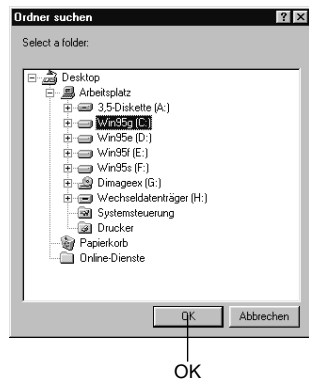 Ordner suchen
Select a folder:
Desktop
Arbeitsplatz
3,5-Diskette (A:)
Win95g (C:)
Win95e (D:)
Win95f (E:)
Win95s (F:)
Dimageex (G:)
Wechseldatenträger (H:)
Systemsteuerung
Drucker
Papierkorb
Online-Dienste
OK Abbrechen
OK